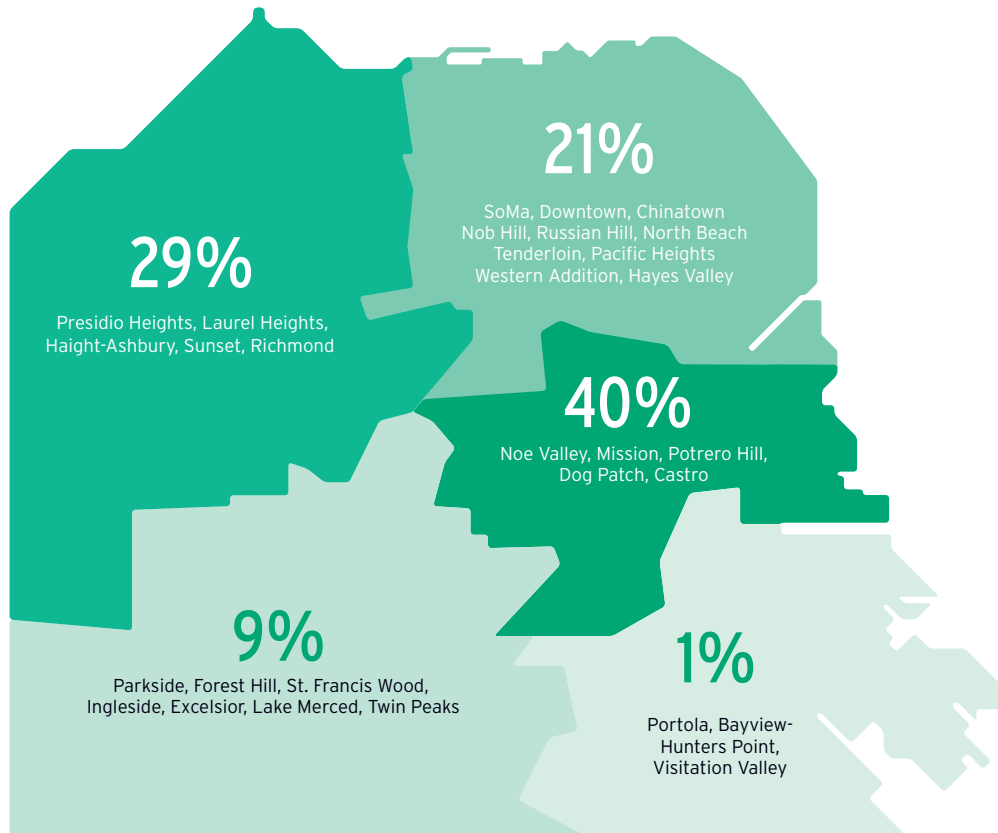 21%
SoMa, Downtown, Chinatown
Nob Hill, Russian Hill, North Beach
Tenderloin, Pacific Heights
Western Addition, Hayes Valley
29%
Presidio Heights, Laurel Heights,
Haight-Ashbury, Sunset, Richmond
40%
Noe Valley, Mission, Potrero Hill,
Dog Patch, Castro
9%
Parkside, Forest Hill, St. Francis Wood,
Ingleside, Excelsior, Lake Merced, Twin Peaks
1%
Portola, Bayview-
Hunters Point,
Visitation Valley